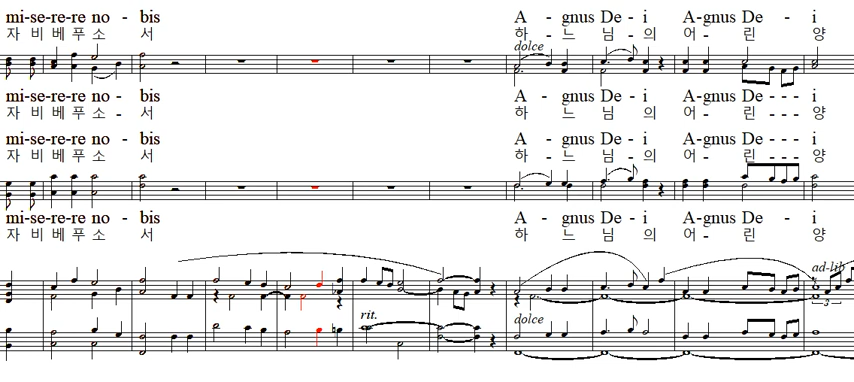 mi-se-re-re no - bis A - gnus De - i A-gnus De - i
자 비 베 푸 소 서 하 - 느 님 - 의 어 - 린 양
dolce
mi-se-re-re no - bis A - gnus De - i A-gnus De - - - i
자 비 베 푸 소 - 서 하 - 느 님 - 의 어 - 린 - - - 양
mi-se-re-re no - bis A - gnus De - i A-gnus De - - - i
자 비 베 푸 소 서 하 - 느 님 - 의 어 - 린 - - - 양
mi-se-re-re no - bis A - gnus De - i A-gnus De - i
자 비 베 푸 소 서 하 - 느 님 - 의 어 - 린 양
ad-lib
3
rit. dolce